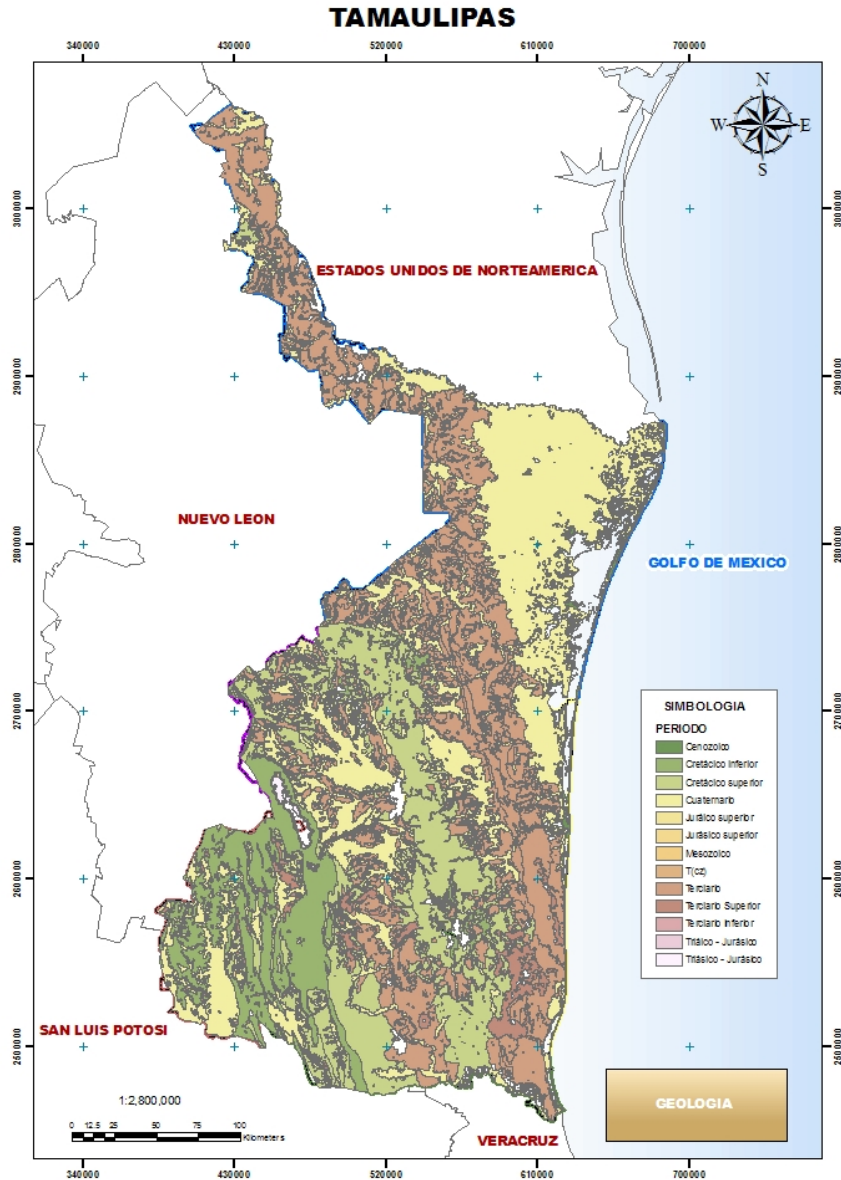 TAMAULIPAS
340000 430000 520000 610000 700000
N
W E
S
3000000 3000000
ESTADOS UNIDOS DE NORTEAMERICA
2900000 2900000
NUEVO LEON
2800000 2800000
GOLFO DE MEXICO
SIMBOLOGIA
2700000 2700000
PERIODO
Cenozoico
Cretácico inferior
Cretácico superior
Cuaternario
Juráico superior
Jurásico superior
Mesozoico
T(cz)
Terciario
Terciario Superior
Terciario inferior
Triáico - Jurásico
Triásico - Jurásico
2600000 2600000
SAN LUIS POTOSI
2500000 2500000
1:2,800,000
0 12.5 25 50 75 100
Kilometers
GEOLOGIA
VERACRUZ
340000 430000 520000 610000 700000